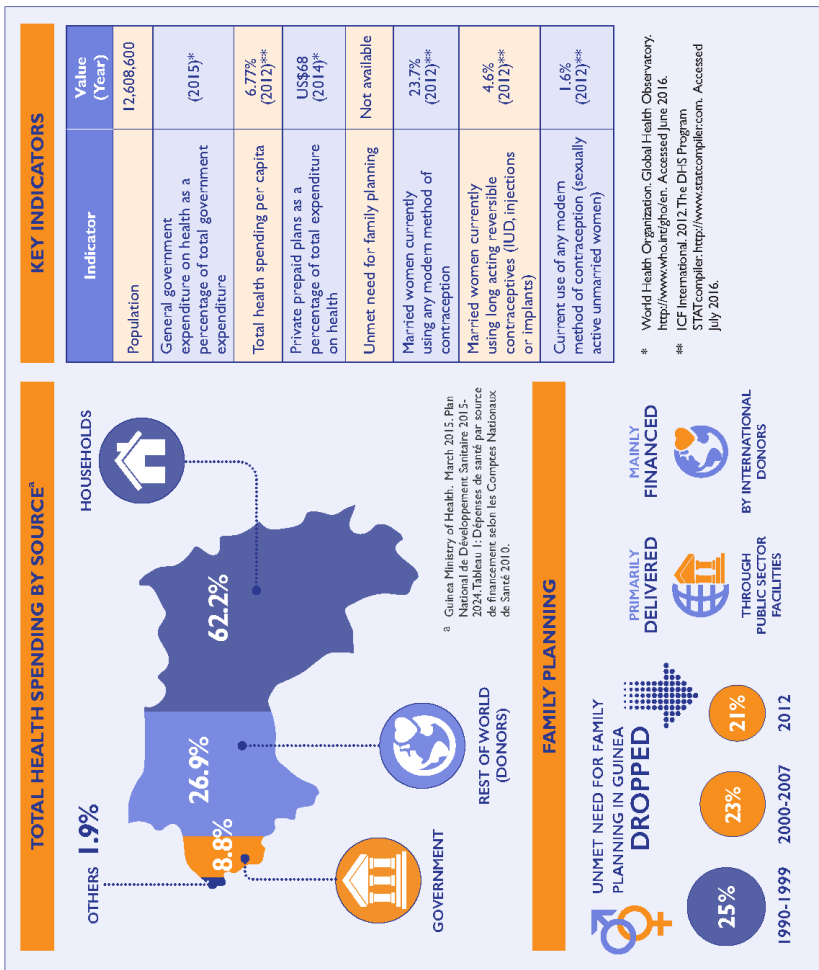 TOTAL HEALTH SPENDING BY SOURCEa
OTHERS 1.9%
8.8%
26.9%
62.2%
HOUSEHOLDS
GOVERNMENT
REST OF WORLD
(DONORS)
a Guinea Ministry of Health. March 2015. Plan
National de Développement Sanitaire 2015-
2024. Tableau 1: Dépenses de santé par source
de financement selon les Comptes Nationaux
de Santé 2010.
FAMILY PLANNING
UNMET NEED FOR FAMILY
PLANNING IN GUINEA
DROPPED
25%
23%
21%
1990-1999
2000-2007
2012
PRIMARILY
DELIVERED
THROUGH
PUBLIC SECTOR
FACILITIES
MAINLY
FINANCED
BY INTERNATIONAL
DONORS
KEY INDICATORS
Indicator
Value
(Year)
Population
12,608,600
General government
expenditure on health as a
percentage of total government
expenditure
(2015)*
Total health spending per capita
6.77%
(2012)**
Private prepaid plans as a
percentage of total expenditure
on health
US$68
(2014)*
Unmet need for family planning
Not available
Married women currently
using any modern method of
contraception
23.7%
(2012)**
Married women currently
using long acting reversible
contraceptives (IUD, injections
or implants)
4.6%
(2012)**
Current use of any modern
method of contraception (sexually
active unmarried women)
1.6%
(2012)**
* World Health Organization. Global Health Observatory.
http://www.who.int/gho/en. Accessed June 2016.
** ICF International. 2012. The DHS Program
STATcompiler. http://www.statcompiler.com. Accessed
July 2016.